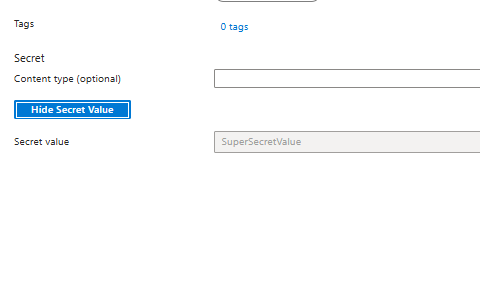 Tags
0 tags
Secret
Content type (optional)
Hide Secret Value
Secret value
SuperSecretValue